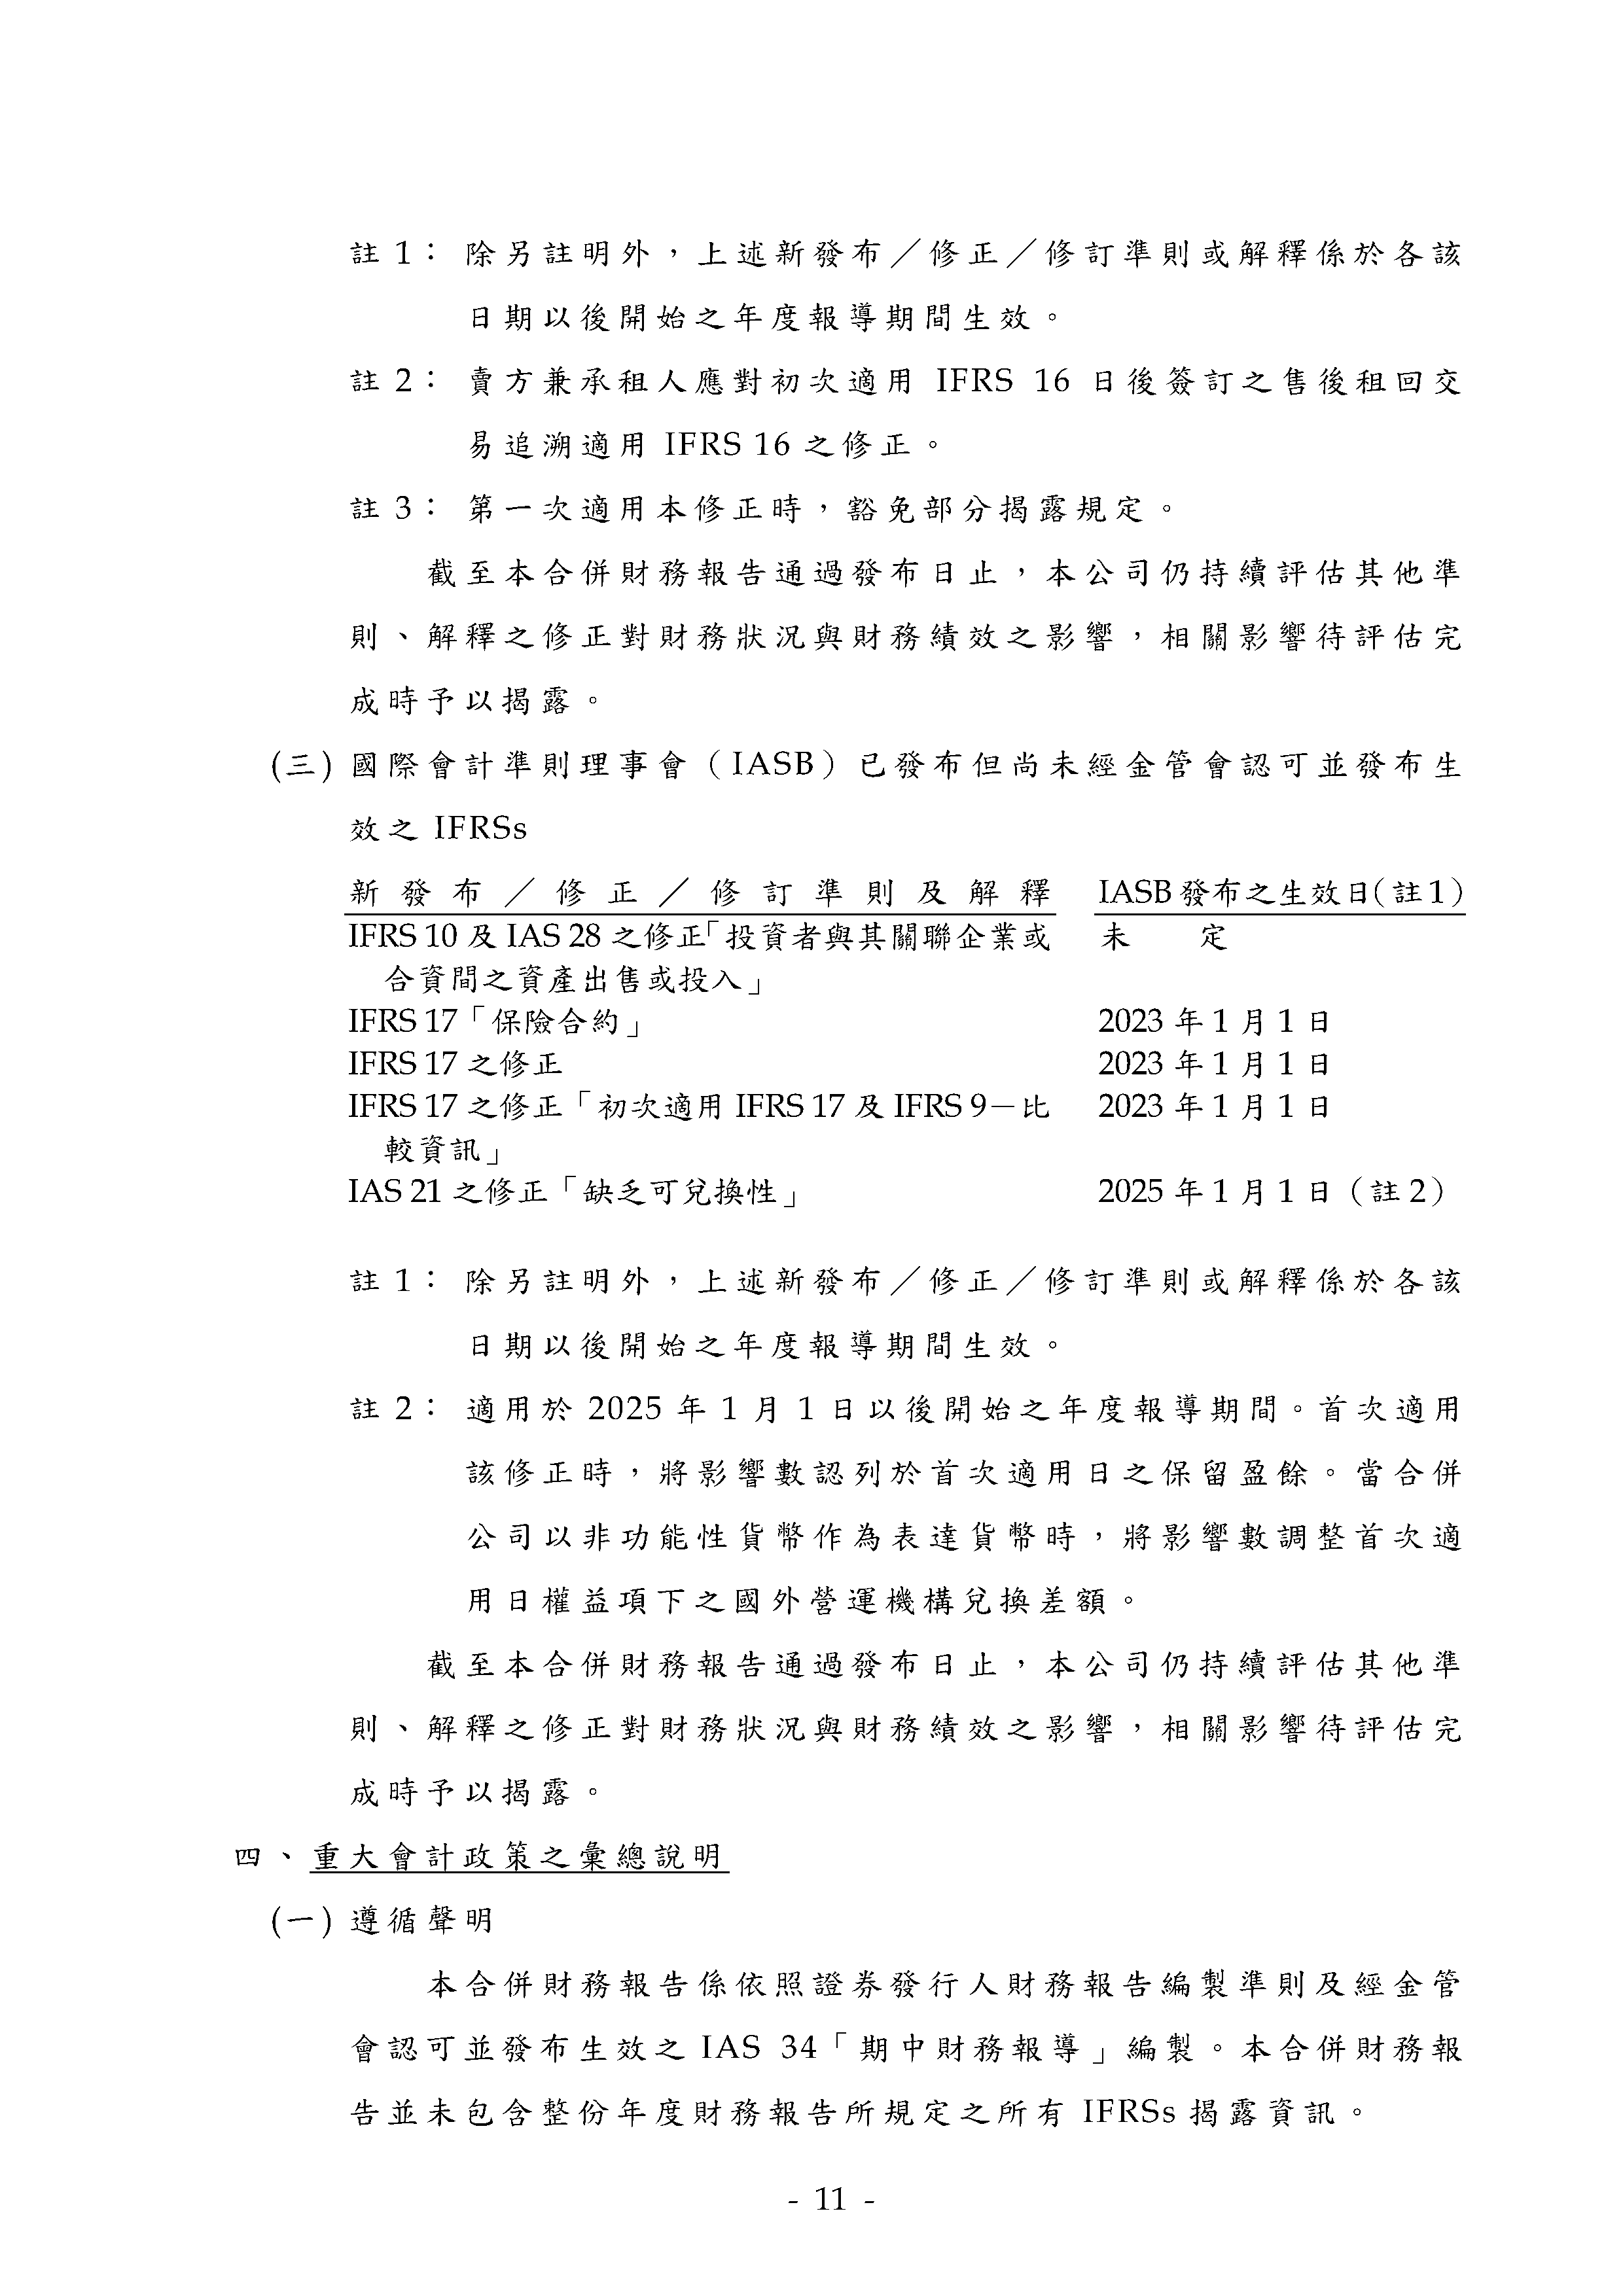 註 1： 除另註明外，上述新發布／修正／修訂準則或解釋係於各該
日期以後開始之年度報導期間生效。
註 2： 賣方兼承租人應對初次適用 IFRS 16 日後簽訂之售後租回交
易追溯適用 IFRS 16 之修正。
註 3： 第一次適用本修正時，豁免部分揭露規定。
截至本合併財務報告通過發布日止，本公司仍持續評估其他準
則、解釋之修正對財務狀況與財務績效之影響，相關影響待評估完
成時予以揭露。
(三) 國際會計準則理事會（IASB）已發布但尚未經金管會認可並發布生
效之 IFRSs
新發布／修正／修訂準則及解釋 IASB 發布之生效日(註 1)
IFRS 10 及 IAS 28 之修正「投資者與其關聯企業或 未　　定
合資間之資產出售或投入」
IFRS 17「保險合約」 2023 年 1 月 1 日
IFRS 17 之修正 2023 年 1 月 1 日
IFRS 17 之修正「初次適用 IFRS 17 及 IFRS 9－比 2023 年 1 月 1 日
較資訊」
IAS 21 之修正「缺乏可兌換性」 2025 年 1 月 1 日（註 2）
註 1： 除另註明外，上述新發布／修正／修訂準則或解釋係於各該
日期以後開始之年度報導期間生效。
註 2： 適用於 2025 年 1 月 1 日以後開始之年度報導期間。首次適用
該修正時，將影響數認列於首次適用日之保留盈餘。當合併
公司以非功能性貨幣作為表達貨幣時，將影響數調整首次適
用日權益項下之國外營運機構兌換差額。
截至本合併財務報告通過發布日止，本公司仍持續評估其他準
則、解釋之修正對財務狀況與財務績效之影響，相關影響待評估完
成時予以揭露。
四、重大會計政策之彙總說明
(一) 遵循聲明
本合併財務報告係依照證券發行人財務報告編製準則及經金管
會認可並發布生效之 IAS 34「期中財務報導」編製。本合併財務報
告並未包含整份年度財務報告所規定之所有 IFRSs 揭露資訊。
- 11 -